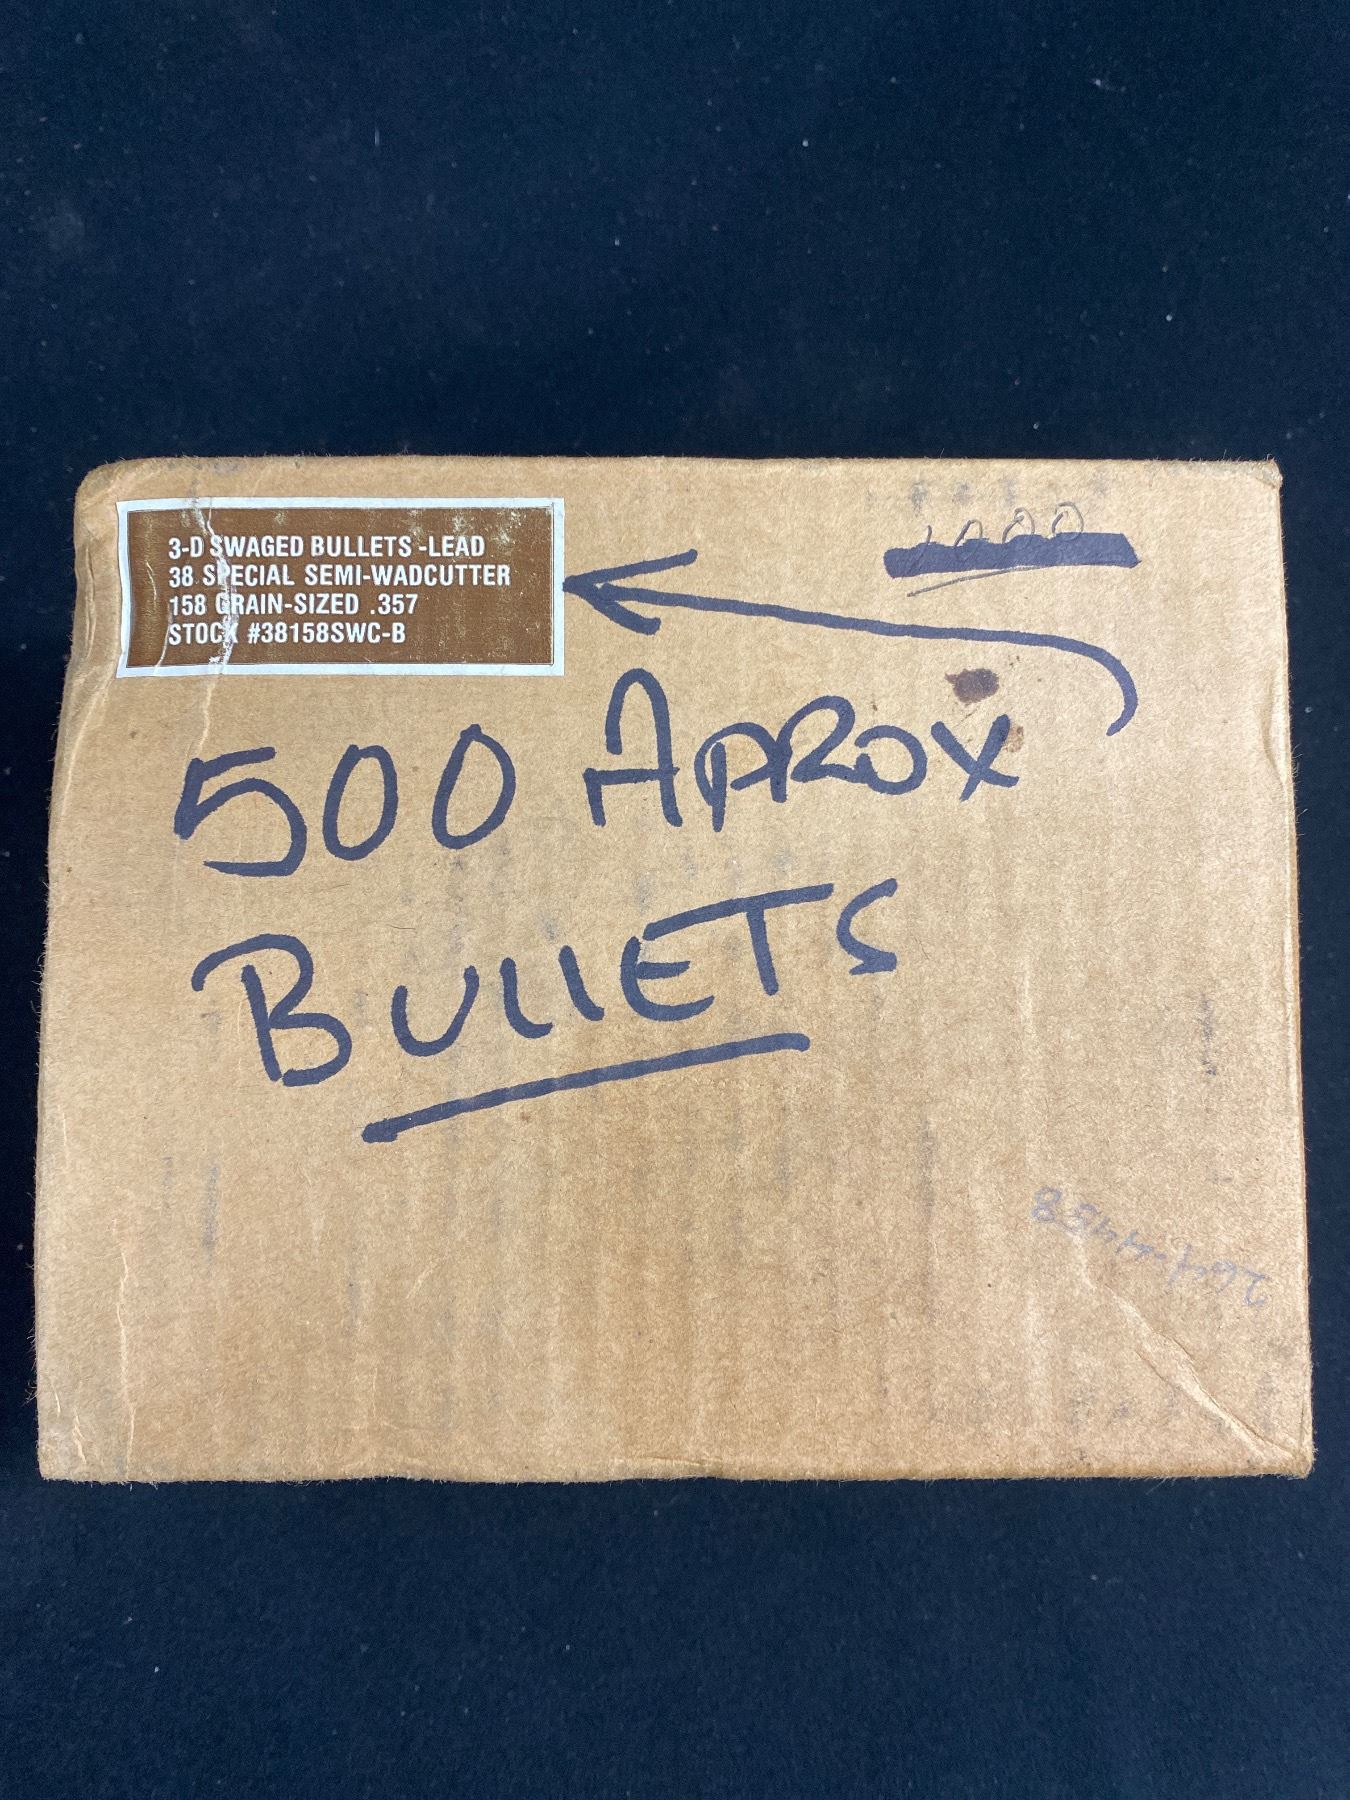 3-D SWAGED BULLETS -LEAD
38 SPECIAL SEMI-WADCUTTER
158 GRAIN-SIZED .357
STOCK #38158SWC-B
1000
500 APROX
BULLETS